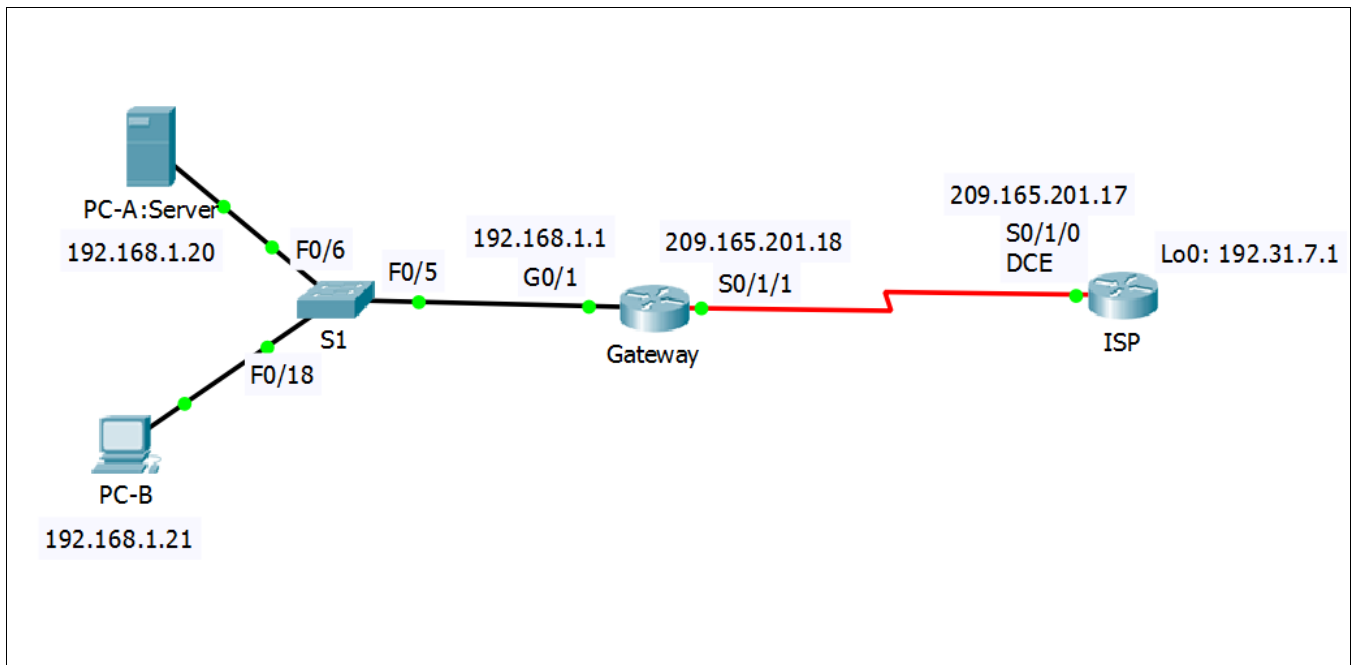 PC-A:Server
192.168.1.20
F0/6
F0/5
S1
F0/18
PC-B
192.168.1.21
192.168.1.1
G0/1
209.165.201.18
S0/1/1
Gateway
209.165.201.17
S0/1/0
DCE
Lo0: 192.31.7.1
ISP